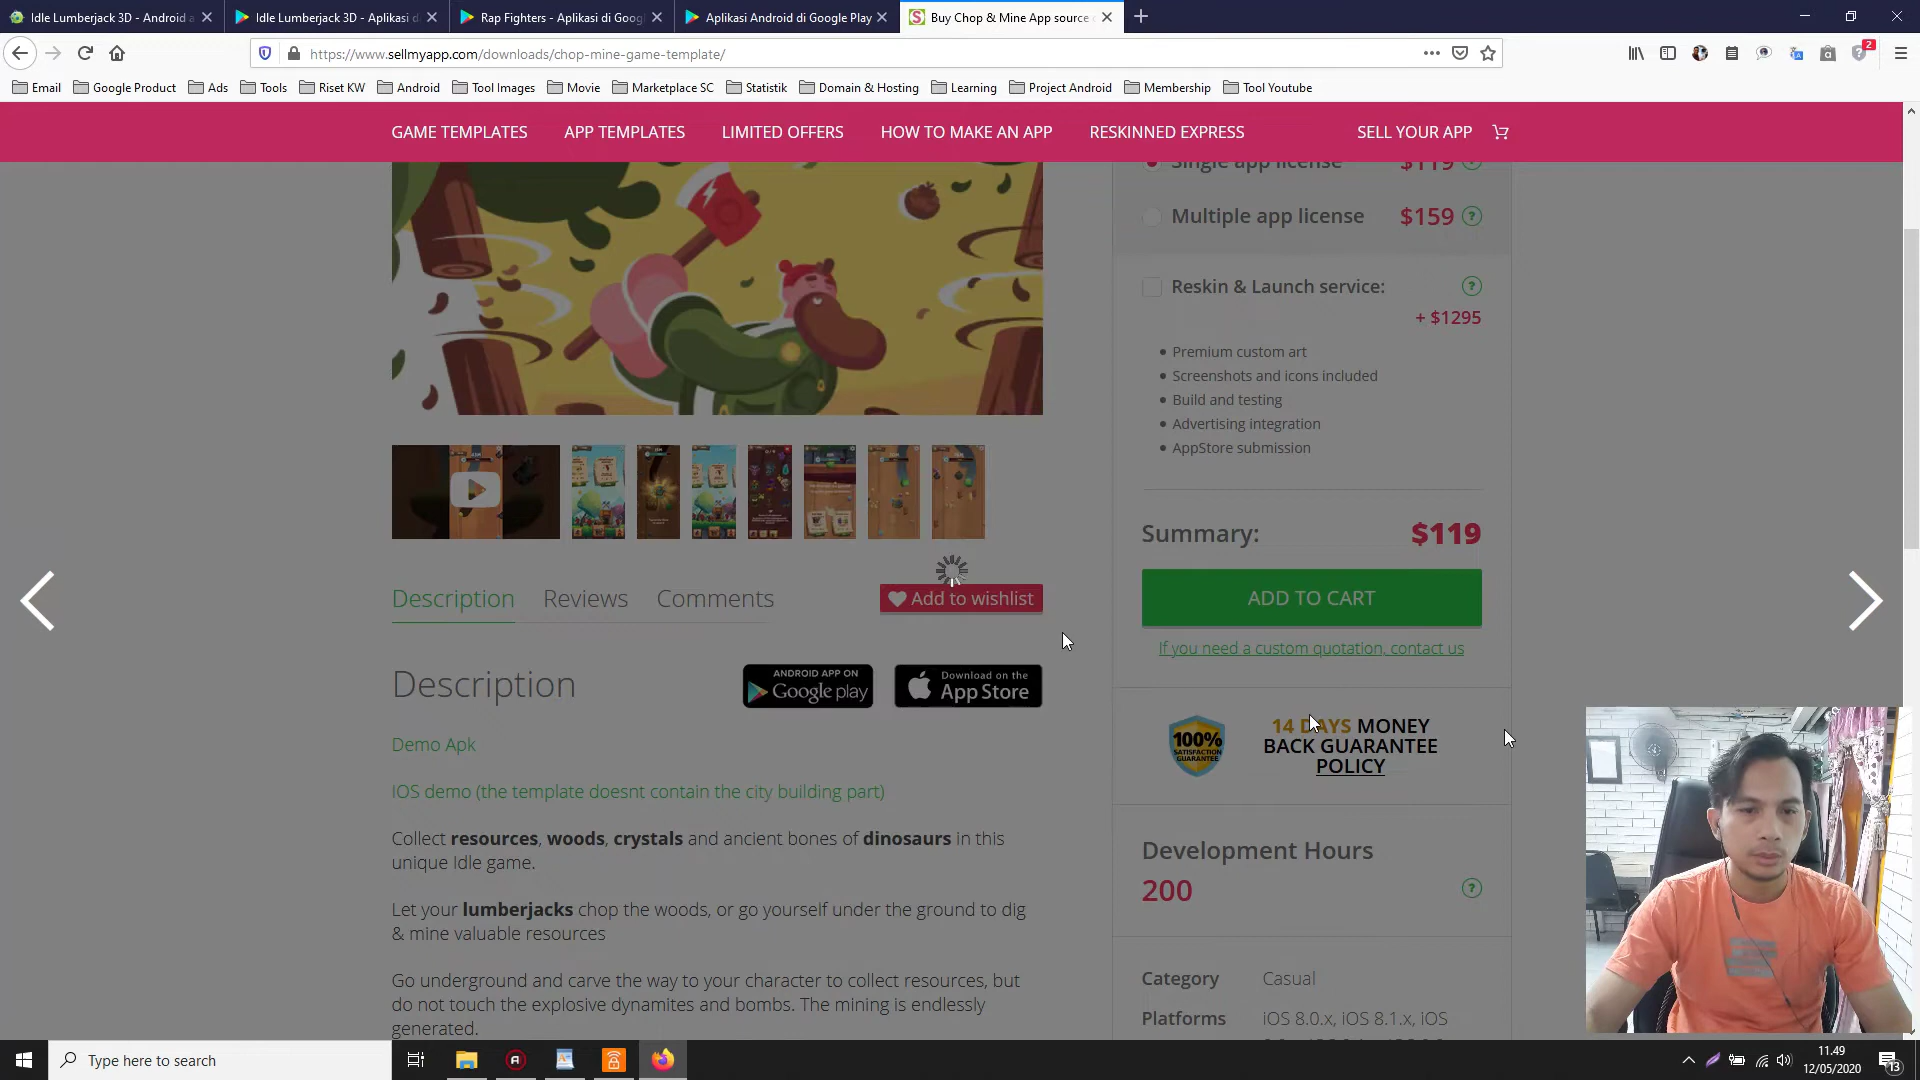 Idle Lumberjack 3D - Android a
Idle Lumberjack 3D - Aplikasi d
Rap Fighters - Aplikasi di Goog
Aplikasi Android di Google Play
Buy Chop & Mine App source
https://www.sellmyapp.com/downloads/chop-mine-game-template/
2
Email
Google Product
Ads
Tools
Riset KW
Android
Tool Images
Movie
Marketplace SC
Statistik
Domain & Hosting
Learning
Project Android
Membership
Tool Youtube
GAME TEMPLATES
APP TEMPLATES
LIMITED OFFERS
HOW TO MAKE AN APP
RESKINNED EXPRESS
SELL YOUR APP
Single app license $119 ?
Multiple app license $159 ?
Reskin & Launch service: ?
+ $1295
• Premium custom art
• Screenshots and icons included
• Build and testing
• Advertising integration
• AppStore submission
Summary: $119
ADD TO CART
If you need a custom quotation, contact us
100%
14 DAYS MONEY
BACK GUARANTEE
POLICY
Development Hours
200 ?
Category Casual
Platforms iOS 8.0.x, iOS 8.1.x, iOS
Description
Reviews
Comments
Add to wishlist
Description
ANDROID APP ON
Google play
Download on the
App Store
Demo Apk
IOS demo (the template doesnt contain the city building part)
Collect resources, woods, crystals and ancient bones of dinosaurs in this
unique Idle game.
Let your lumberjacks chop the woods, or go yourself under the ground to dig
& mine valuable resources
Go underground and carve the way to your character to collect resources, but
do not touch the explosive dynamites and bombs. The mining is endlessly
generated.
Type here to search
11.49
12/05/2020
13